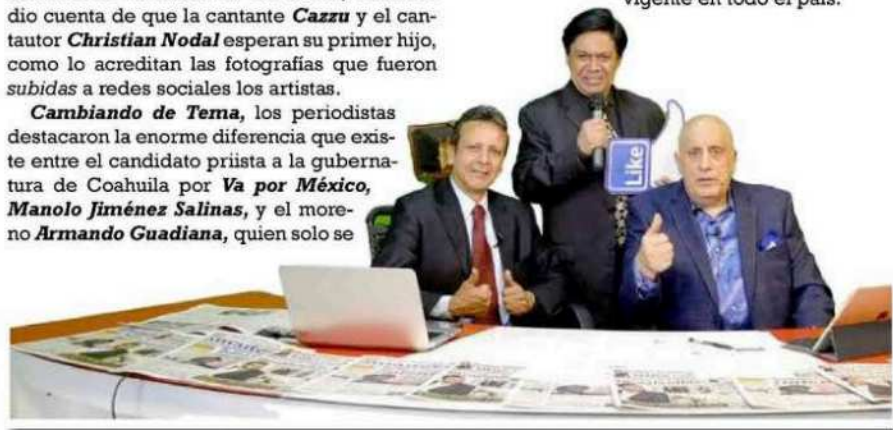 dio cuenta de que la cantante Cazzu y el can-
tautor Christian Nodal esperan su primer hijo,
como lo acreditan las fotografías que fueron
subidas a redes sociales los artistas.
Cambiando de Tema, los periodistas
destacaron la enorme diferencia que exis-
te entre el candidato priista a la guberna-
tura de Coahuila por Va por México,
Manolo Jiménez Salinas, y el more-
no Armando Guadiana, quien solo se
vigente en todo el país.
Like